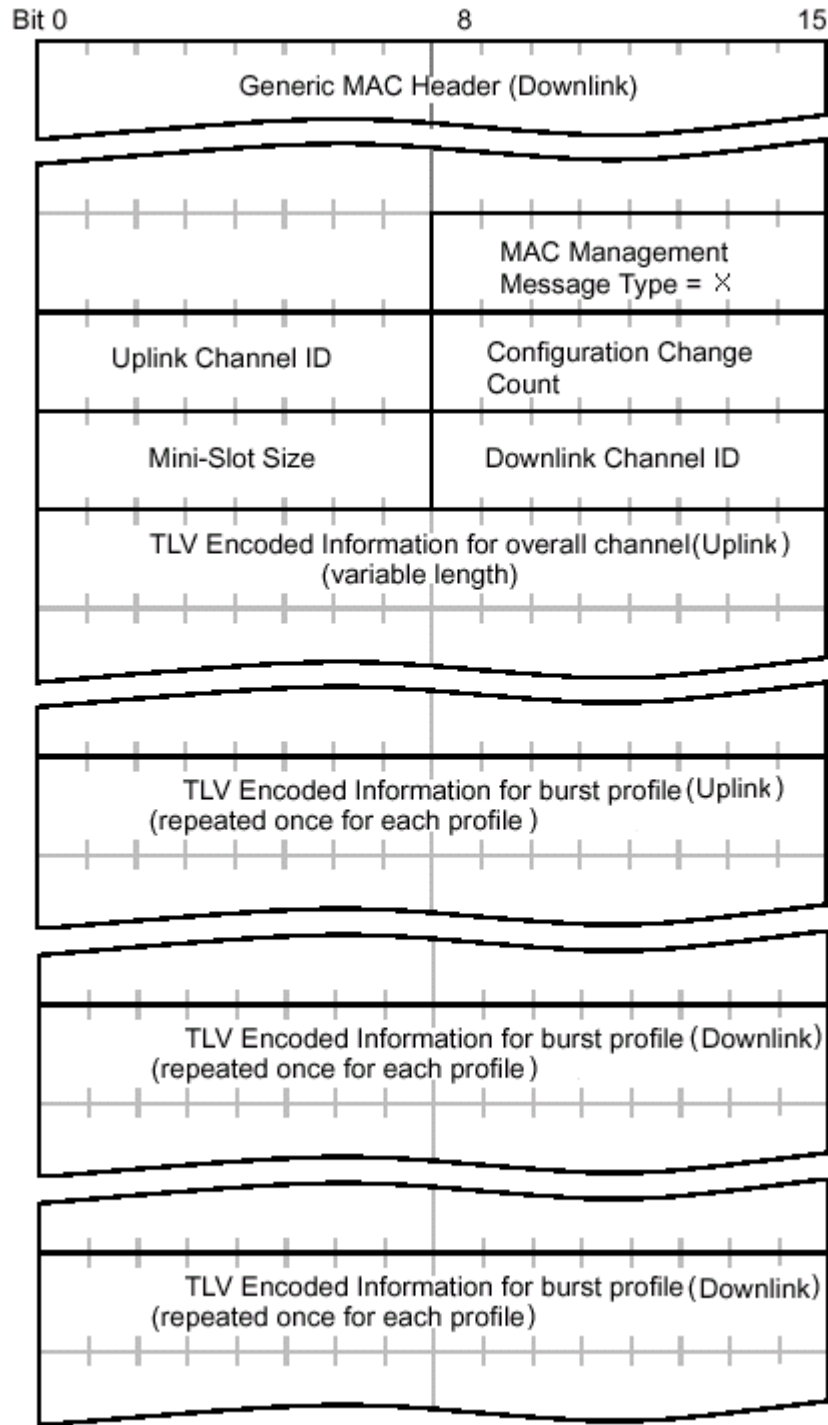 Bit 0 8 15
Generic MAC Header (Downlink)
MAC Management
Message Type = X
Uplink Channel ID
Configuration Change
Count
Mini-Slot Size
Downlink Channel ID
TLV Encoded Information for overall channel(Uplink)
(variable length)
TLV Encoded Information for burst profile (Uplink)
(repeated once for each profile )
TLV Encoded Information for burst profile (Downlink)
(repeated once for each profile )
TLV Encoded Information for burst profile (Downlink)
(repeated once for each profile )